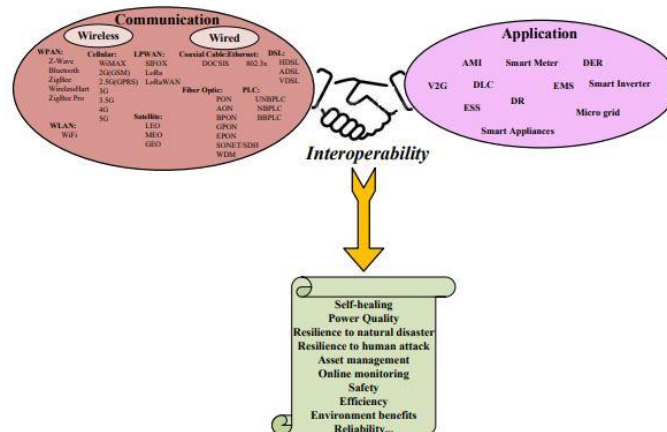 Communication
Wireless
Wired
WPAN:
Z-Wave
Bluetooth
ZigBee
WirelessHart
ZigBee Pro
WLAN:
WiFi
Cellular:
WiMAX
2G(GSM)
2.5G(GPRS)
3G
3.5G
4G
5G
LPWAN:
SIFOX
LoRa
LoRaWAN
Satellite:
LEO
MEO
GEO
Coaxial Cable:
DOCSIS
Ethernet:
802.3x
DSL:
HDSL
ADSL
VDSL
Fiber Optic:
PON
AON
BPON
GPON
EPON
SONET/SDH
WDM
PLC:
UNBPLC
NBPLC
BBPLC
Application
AMI
Smart Meter
DER
V2G
DLC
EMS
Smart Inverter
ESS
DR
Micro grid
Smart Appliances
Interoperability
Self-healing
Power Quality
Resilience to natural disaster
Resilience to human attack
Asset management
Online monitoring
Safety
Efficiency
Environment benefits
Reliability...